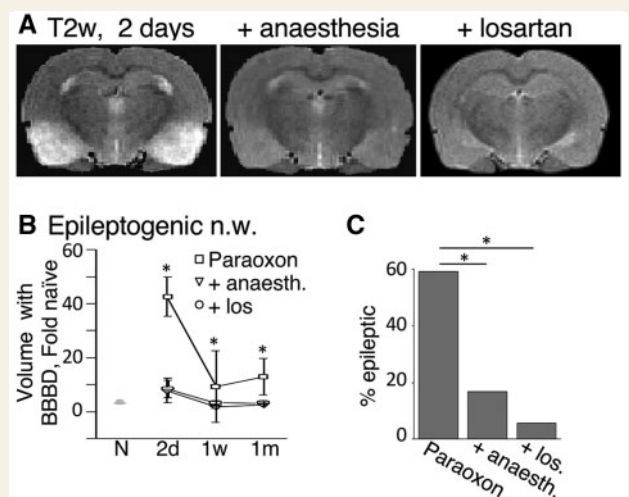 A T2w, 2 days + anaesthesia + losartan
B Epileptogenic n.w.
Volume with
BBBD, Fold naïve
60
40
20
0
* * *
Paraoxon
+ anaesth.
+ los
N 2d 1w 1m
C
% epileptic
60
40
20
0
*
*
Paraoxon
+ anaesth.
+ los.